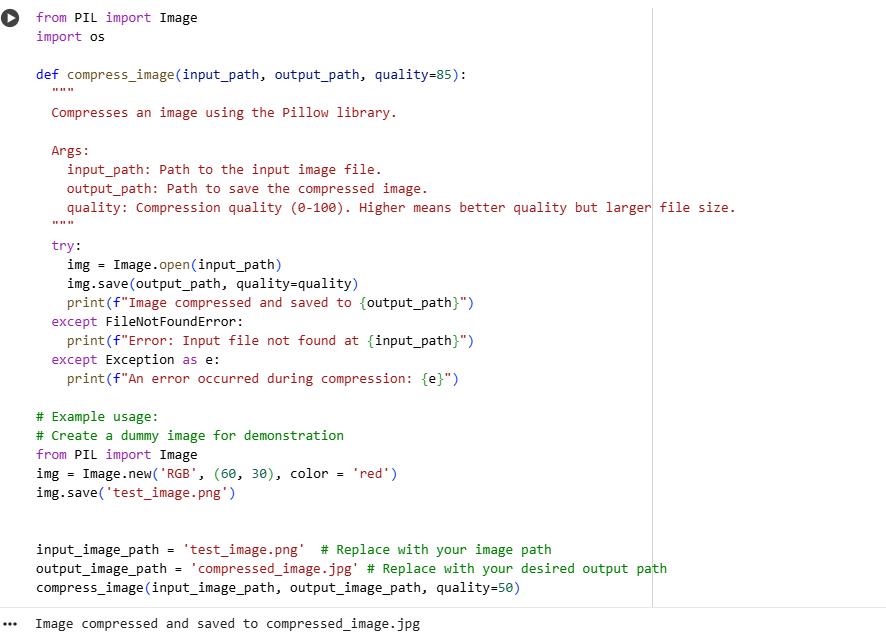 from PIL import Image
import os

def compress_image(input_path, output_path, quality=85):
  """
  Compresses an image using the Pillow library.

  Args:
    input_path: Path to the input image file.
    output_path: Path to save the compressed image.
    quality: Compression quality (0-100). Higher means better quality but larger file size.
  """
  try:
    img = Image.open(input_path)
    img.save(output_path, quality=quality)
    print(f"Image compressed and saved to {output_path}")
  except FileNotFoundError:
    print(f"Error: Input file not found at {input_path}")
  except Exception as e:
    print(f"An error occurred during compression: {e}")

# Example usage:
# Create a dummy image for demonstration
from PIL import Image
img = Image.new('RGB', (60, 30), color = 'red')
img.save('test_image.png')


input_image_path = 'test_image.png'  # Replace with your image path
output_image_path = 'compressed_image.jpg' # Replace with your desired output path
compress_image(input_image_path, output_image_path, quality=50)

Image compressed and saved to compressed_image.jpg